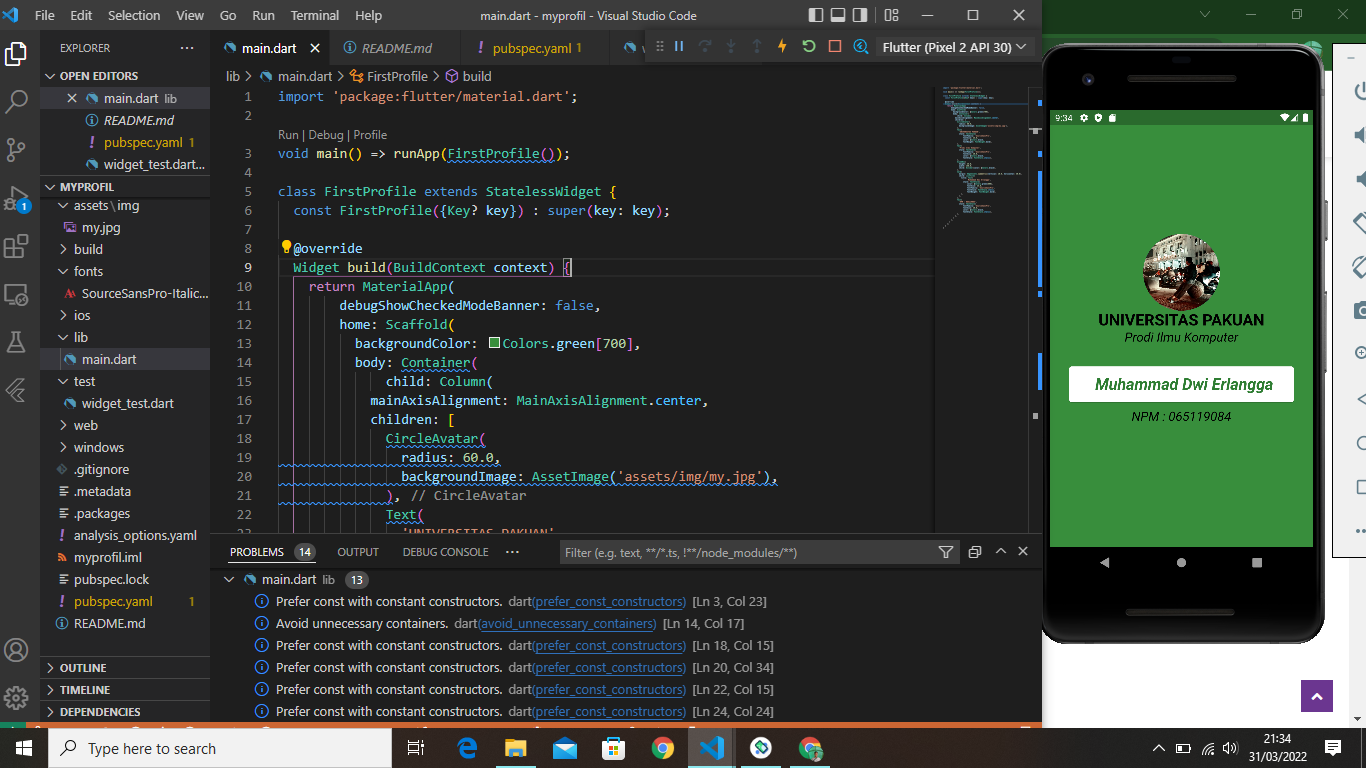 File Edit Selection View Go Run Terminal Help main.dart - myprofil - Visual Studio Code
EXPLORER
OPEN EDITORS
main.dart lib
README.md
pubspec.yaml 1
widget_test.dart...
MYPROFIL
assets\img
my.jpg
build
fonts
SourceSansPro-Italic...
ios
lib
main.dart
test
widget_test.dart
web
windows
.gitignore
.metadata
.packages
analysis_options.yaml
myprofil.iml
pubspec.lock
pubspec.yaml 1
README.md
OUTLINE
TIMELINE
DEPENDENCIES
1
main.dart README.md pubspec.yaml 1 Flutter (Pixel 2 API 30)
lib > main.dart > FirstProfile > build
1 import 'package:flutter/material.dart';
2
Run | Debug | Profile
3 void main() => runApp(FirstProfile());
4
5 class FirstProfile extends StatelessWidget {
6 const FirstProfile({Key? key}) : super(key: key);
7
8 @override
9 Widget build(BuildContext context) {
10 return MaterialApp(
11 debugShowCheckedModeBanner: false,
12 home: Scaffold(
13 backgroundColor: Colors.green[700],
14 body: Container(
15 child: Column(
16 mainAxisAlignment: MainAxisAlignment.center,
17 children: [
18 CircleAvatar(
19 radius: 60.0,
20 backgroundImage: AssetImage('assets/img/my.jpg'),
21 ), // CircleAvatar
22 Text(
'UNIVERSITAS PAKUAN'
PROBLEMS 14 OUTPUT DEBUG CONSOLE Filter (e.g. text, **/*.ts, !**/node_modules/**)
main.dart lib 13
Prefer const with constant constructors. dart(prefer_const_constructors) [Ln 3, Col 23]
Avoid unnecessary containers. dart(avoid_unnecessary_containers) [Ln 14, Col 17]
Prefer const with constant constructors. dart(prefer_const_constructors) [Ln 18, Col 15]
Prefer const with constant constructors. dart(prefer_const_constructors) [Ln 20, Col 34]
Prefer const with constant constructors. dart(prefer_const_constructors) [Ln 22, Col 15]
Prefer const with constant constructors. dart(prefer_const_constructors) [Ln 24, Col 24]
9:34
UNIVERSITAS PAKUAN
Prodi Ilmu Komputer
Muhammad Dwi Erlangga
NPM : 065119084
Type here to search
21:34
31/03/2022